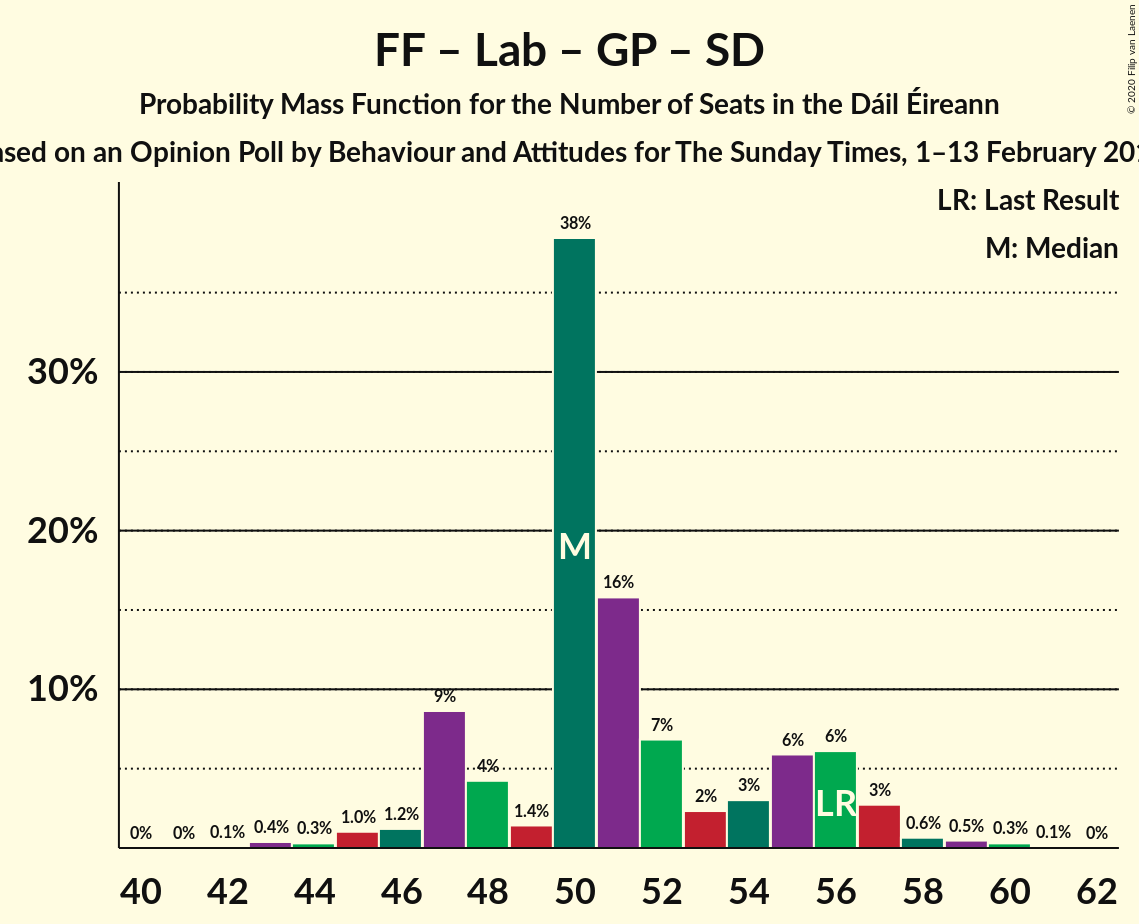 FF – Lab – GP – SD
Probability Mass Function for the Number of Seats in the Dáil Éireann
on an Opinion Poll by Behaviour and Attitudes for The Sunday Times, 1–13 February
© 2020 Filip van Laenen
LR: Last Result
M: Median
38%
30%
20%
M
16%
10%
9%
7%
6%
6%
4%
3%
3%
2%
LR
0%
0%
0.1%
0.4%
0.3%
1.0%
1.2%
1.4%
0.6%
0.5%
0.3%
0.1%
0%
40 42 44 46 48 50 52 54 56 58 60 62